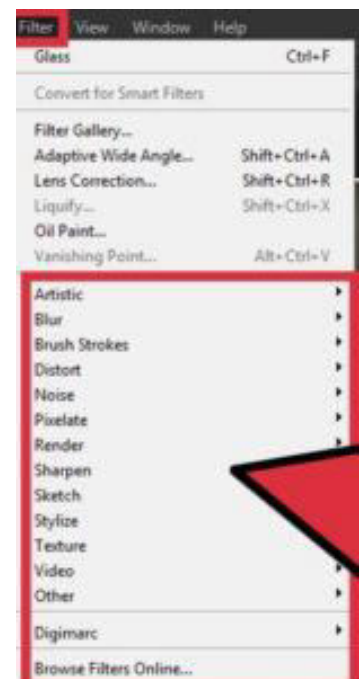 Filter View Window Help
Glass Ctrl+F
Convert for Smart Filters
Filter Gallery...
Adaptive Wide Angle... Shift+Ctrl+A
Lens Correction... Shift+Ctrl+R
Liquify... Shift+Ctrl+X
Oil Paint...
Vanishing Point... Alt+Ctrl+V
Artistic
Blur
Brush Strokes
Distort
Noise
Pixelate
Render
Sharpen
Sketch
Stylize
Texture
Video
Other
Digimarc
Browse Filters Online...